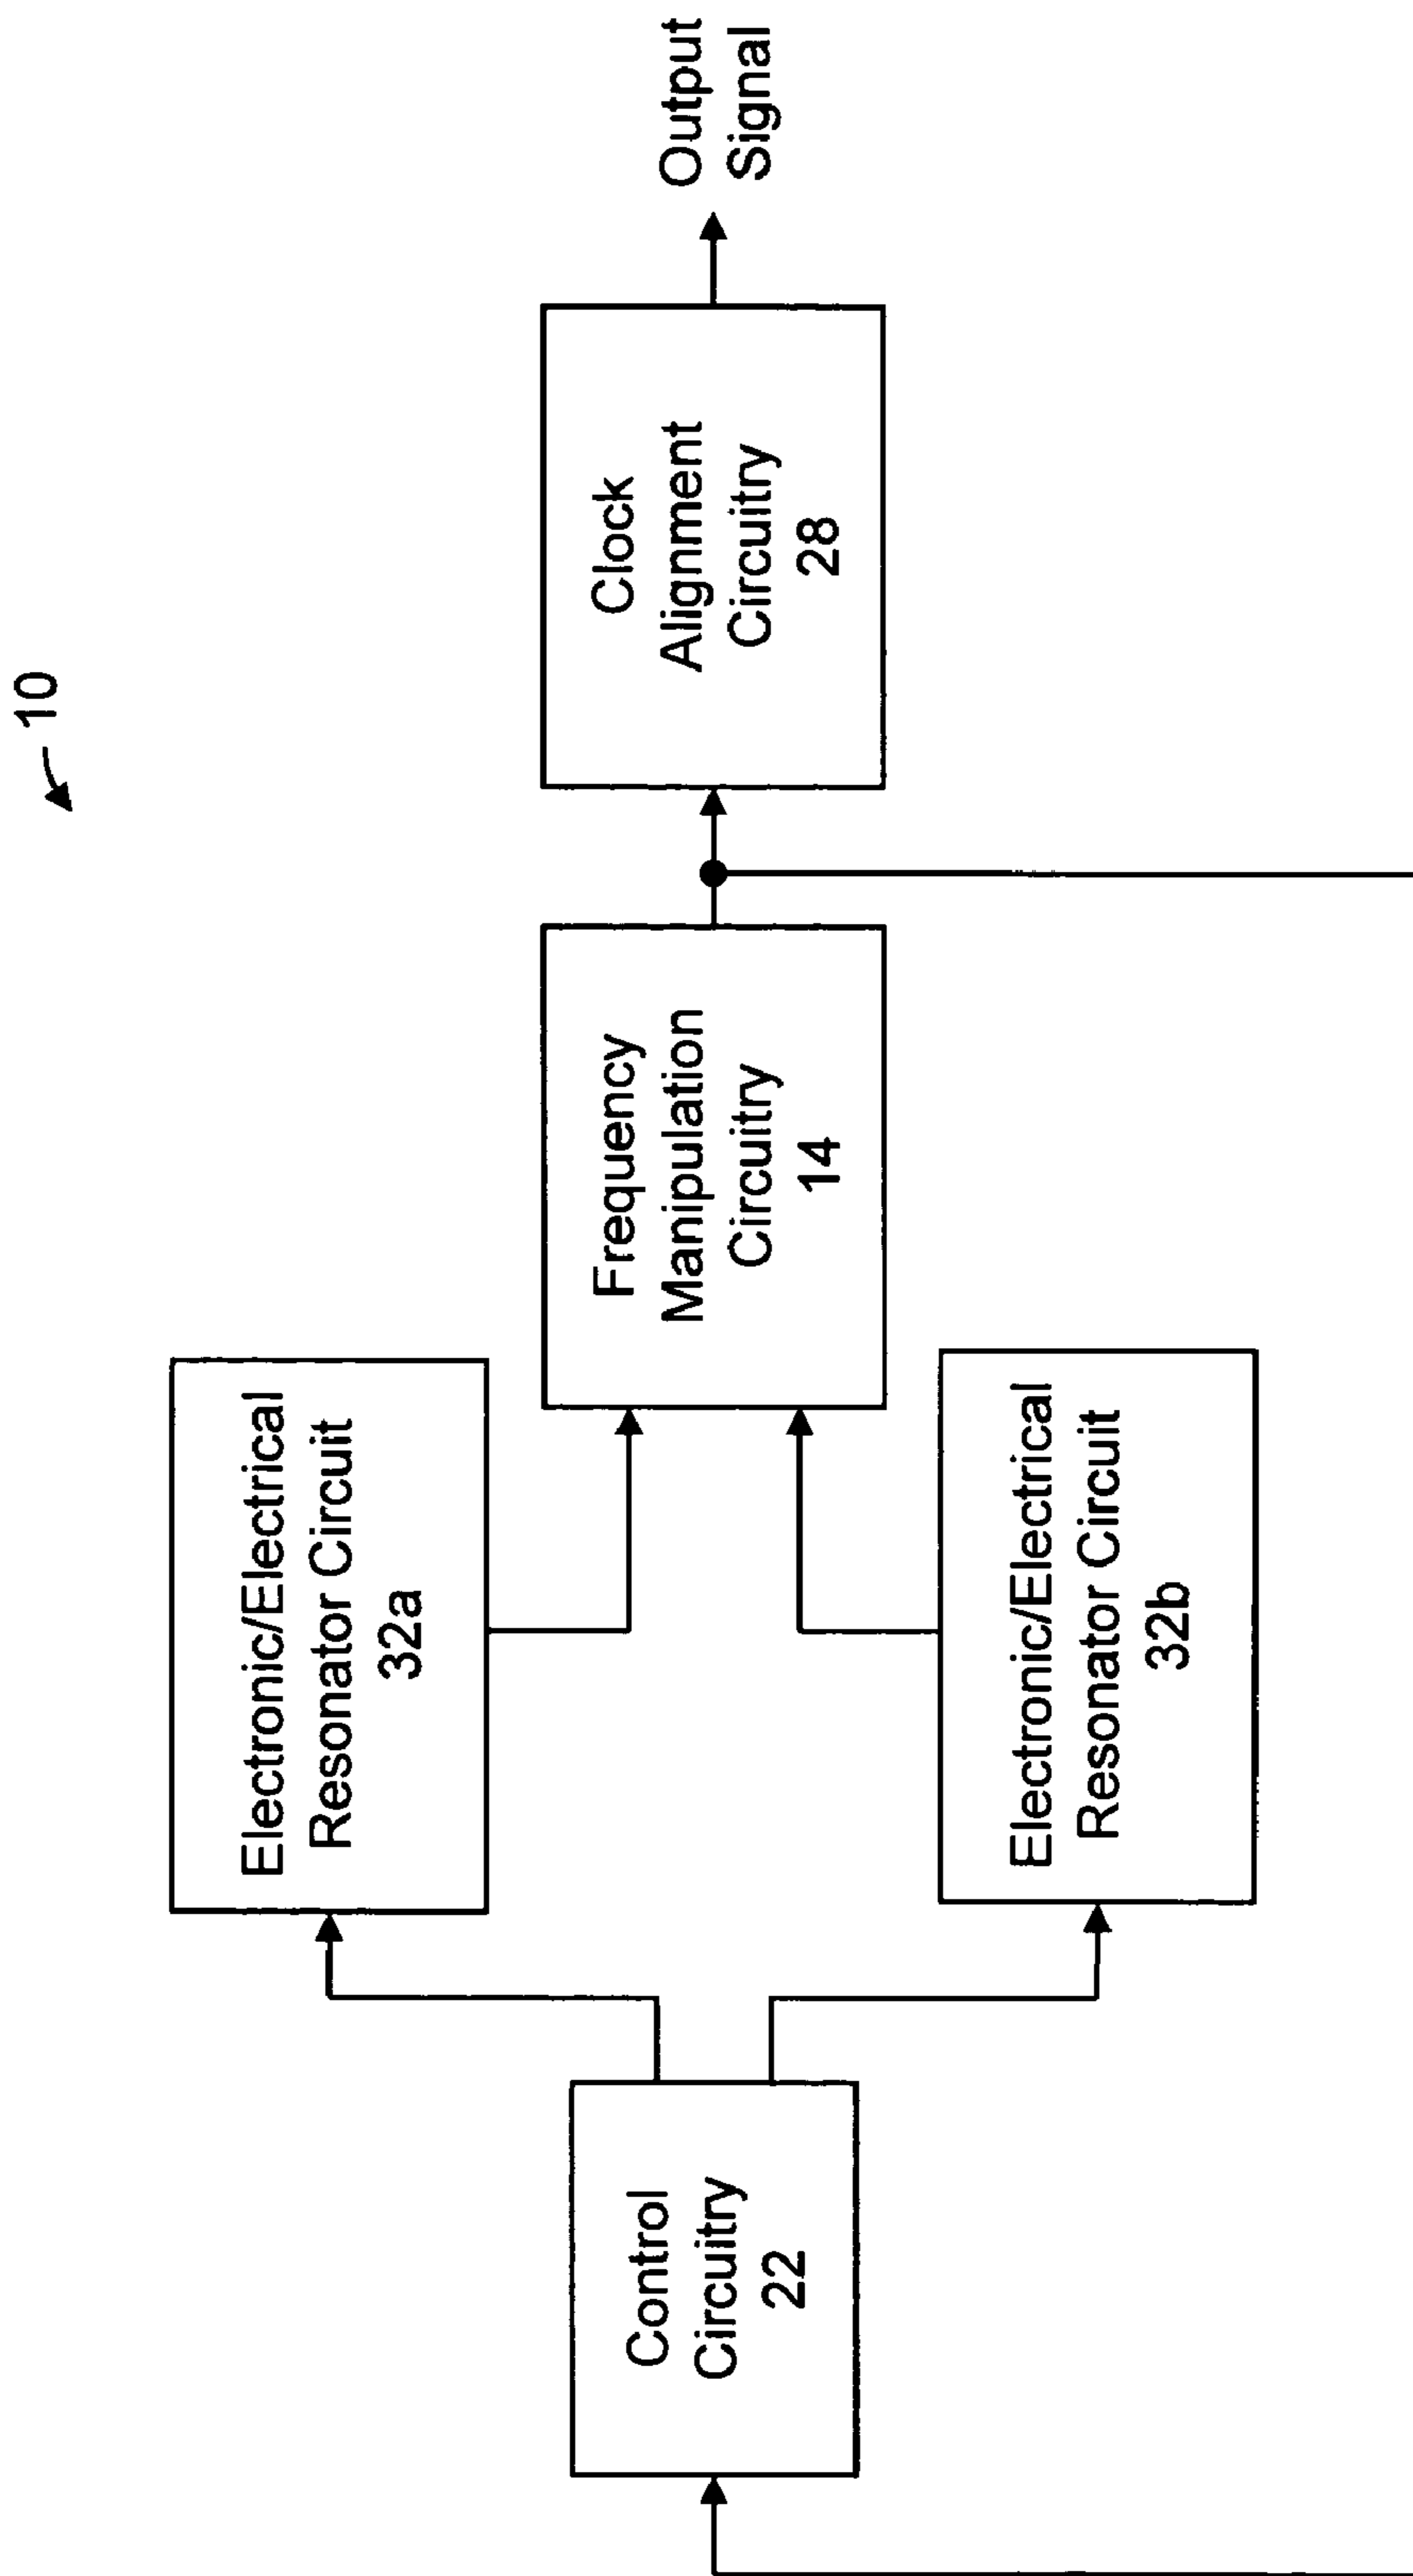 10
Electronic/Electrical
Resonator Circuit
32a
Control
Circuitry
22
Frequency
Manipulation
Circuitry
14
Clock
Alignment
Circuitry
28
Output
Signal
Electronic/Electrical
Resonator Circuit
32b